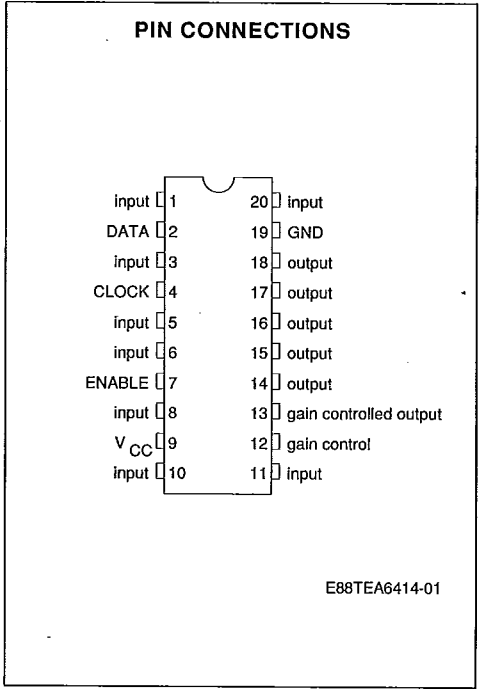 PIN CONNECTIONS
input 1 20 input
DATA 2 19 GND
input 3 18 output
CLOCK 4 17 output
input 5 16 output
input 6 15 output
ENABLE 7 14 output
input 8 13 gain controlled output
V CC 9 12 gain control
input 10 11 input
E88TEA6414-01